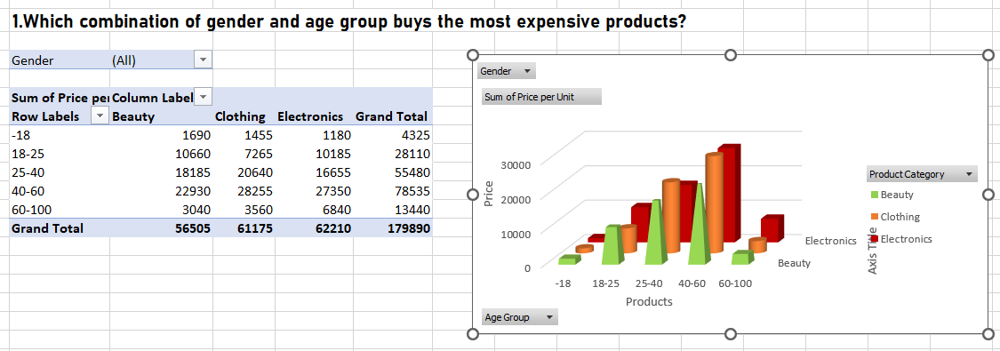 1.Which combination of gender and age group buys the most expensive products?
Gender (All)
Sum of Price per Column Label
Row Labels Beauty Clothing Electronics Grand Total
-18 1690 1455 1180 4325
18-25 10660 7265 10185 28110
25-40 18185 20640 16655 55480
40-60 22930 28255 27350 78535
60-100 3040 3560 6840 13440
Grand Total 56505 61175 62210 179890
Gender
Sum of Price per Unit
Price
30000
20000
10000
0
-18 18-25 25-40 40-60 60-100
Products
Electronics
Beauty
Axis Title
Product Category
Beauty
Clothing
Electronics
Age Group